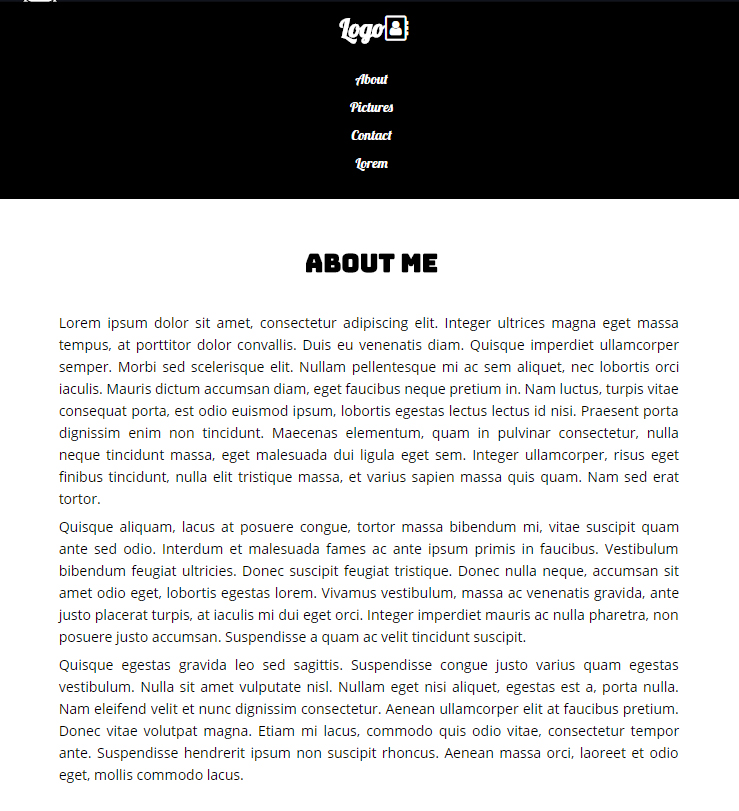 Logo
About
Pictures
Contact
Lorem
ABOUT ME
Lorem ipsum dolor sit amet, consectetur adipiscing elit. Integer ultrices magna eget massa
tempus, at porttitor dolor convallis. Duis eu venenatis diam. Quisque imperdiet ullamcorper
semper. Morbi sed scelerisque elit. Nullam pellentesque mi ac sem aliquet, nec lobortis orci
iaculis. Mauris dictum accumsan diam, eget faucibus neque pretium in. Nam luctus, turpis vitae
consequat porta, est odio euismod ipsum, lobortis egestas lectus lectus id nisi. Praesent porta
dignissim enim non tincidunt. Maecenas elementum, quam in pulvinar consectetur, nulla
neque tincidunt massa, eget malesuada dui ligula eget sem. Integer ullamcorper, risus eget
finibus tincidunt, nulla elit tristique massa, et varius sapien massa quis quam. Nam sed erat
tortor.
Quisque aliquam, lacus at posuere congue, tortor massa bibendum mi, vitae suscipit quam
ante sed odio. Interdum et malesuada fames ac ante ipsum primis in faucibus. Vestibulum
bibendum feugiat ultricies. Donec suscipit feugiat tristique. Donec nulla neque, accumsan sit
amet odio eget, lobortis egestas lorem. Vivamus vestibulum, massa ac venenatis gravida, ante
justo placerat turpis, at iaculis mi dui eget orci. Integer imperdiet mauris ac nulla pharetra, non
posuere justo accumsan. Suspendisse a quam ac velit tincidunt suscipit.
Quisque egestas gravida leo sed sagittis. Suspendisse congue justo varius quam egestas
vestibulum. Nulla sit amet vulputate nisl. Nullam eget nisi aliquet, egestas est a, porta nulla.
Nam eleifend velit et nunc dignissim consectetur. Aenean ullamcorper elit at faucibus pretium.
Donec vitae volutpat magna. Etiam mi lacus, commodo quis odio vitae, consectetur tempor
ante. Suspendisse hendrerit ipsum non suscipit rhoncus. Aenean massa orci, laoreet et odio
eget, mollis commodo lacus.